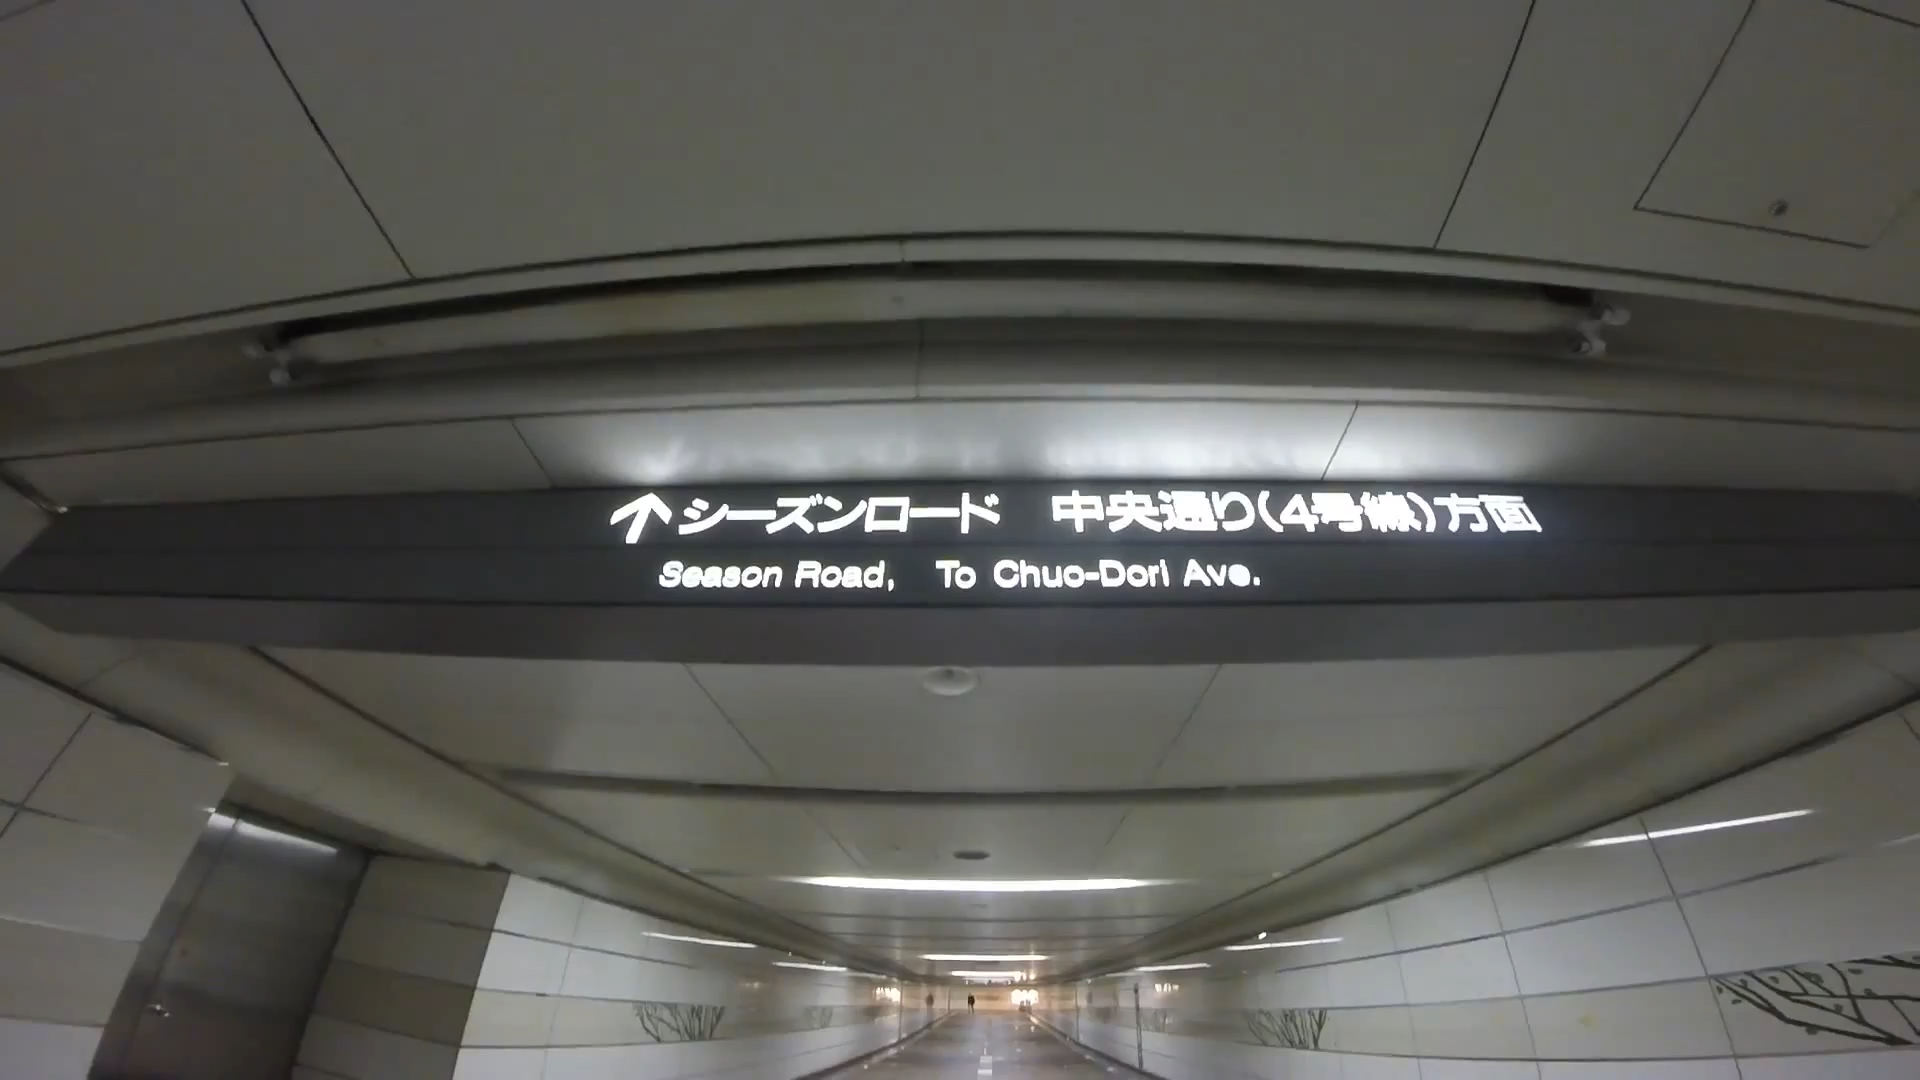 ↑シーズンロード 中央通り(4号線)方面
Season Road, To Chuo-Dori Ave.